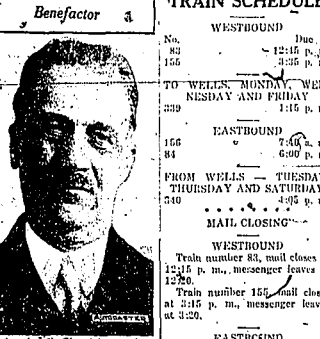 Benefactor
AUTOCASTER
TRAIN SCHEDULE
WESTBOUND
No. Due
83 12:15 p.
155 3:35 p.
TO WELLS, MONDAY, WED
NESDAY AND FRIDAY
339 1:15 p.
EASTBOUND
156 7:40 a.
84 6:00 p.
FROM WELLS — TUESDAY
THURSDAY AND SATURDAY
340 4:05 p.
MAIL CLOSING
WESTBOUND
Train number 83, mail closes
12:15 p. m., messenger leaves
12:20.
Train number 155, mail clos
at 3:15 p. m., messenger leaves
at 3:20.
EASTBOUND